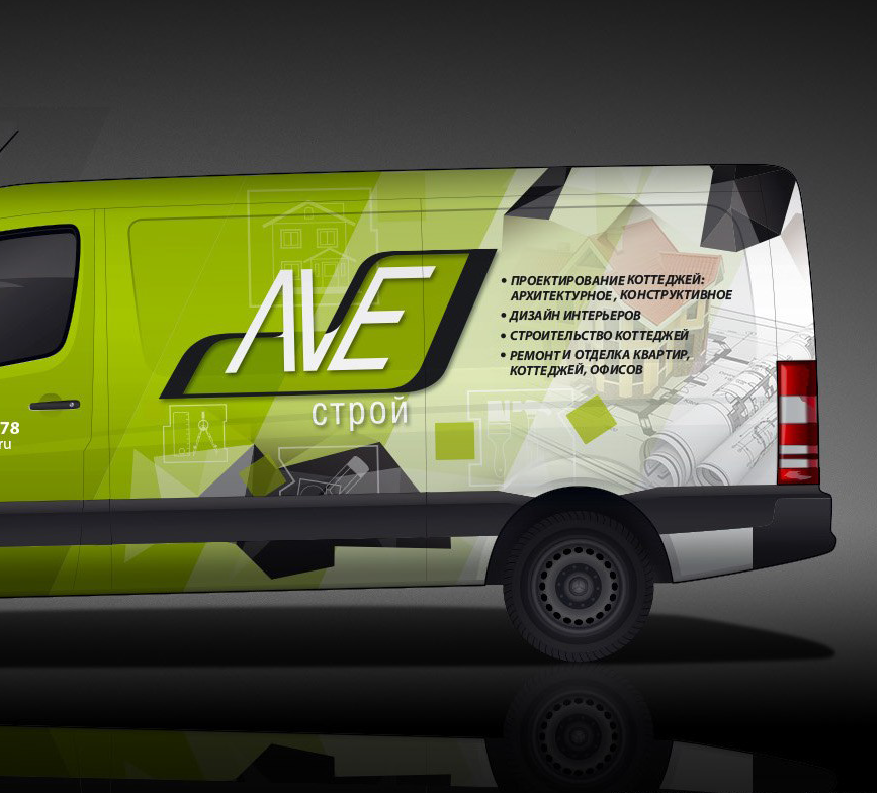 AVE
строй
• ПРОЕКТИРОВАНИЕ КОТТЕДЖЕЙ:
АРХИТЕКТУРНОЕ, КОНСТРУКТИВНОЕ
• ДИЗАЙН ИНТЕРЬЕРОВ
• СТРОИТЕЛЬСТВО КОТТЕДЖЕЙ
• РЕМОНТ И ОТДЕЛКА КВАРТИР,
КОТТЕДЖЕЙ, ОФИСОВ
78
ru